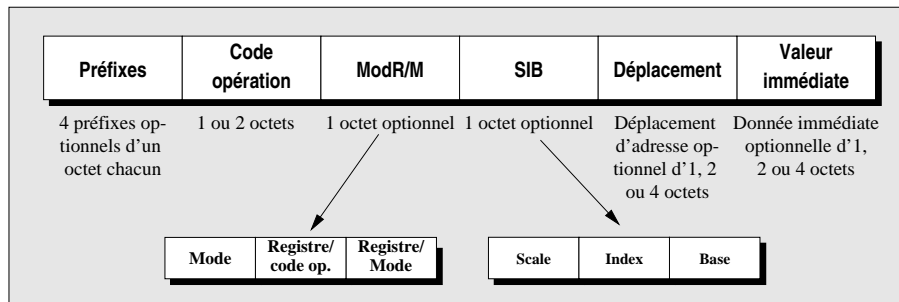 Préfixes
Code
opération
ModR/M
SIB
Déplacement
Valeur
immédiate
4 préfixes op-
tionnels d'un
octet chacun
1 ou 2 octets
1 octet optionnel
1 octet optionnel
Déplacement
d'adresse op-
tionnel d'1, 2
ou 4 octets
Donnée immédiate
optionnelle d'1,
2 ou 4 octets
Mode
Registre/
code op.
Registre/
Mode
Scale
Index
Base